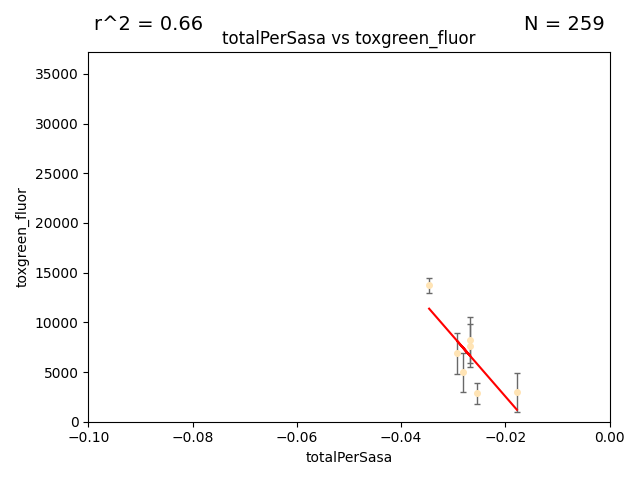 r^2 = 0.66
N = 259
totalPerSasa vs toxgreen_fluor
toxgreen_fluor
35000
30000
25000
20000
15000
10000
5000
0
−0.10
−0.08
−0.06
−0.04
−0.02
0.00
totalPerSasa